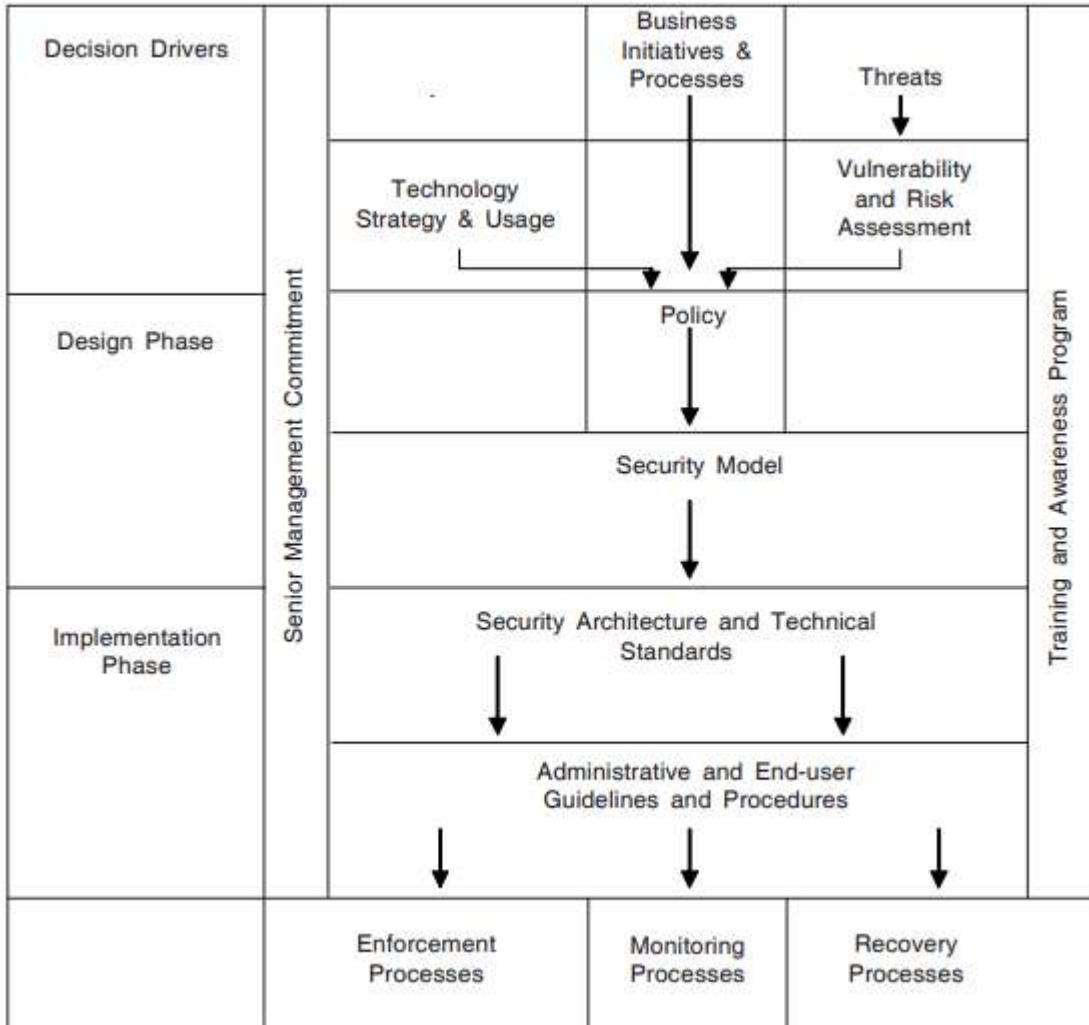 Decision Drivers
Business
Initiatives &
Processes
Threats
Technology
Strategy & Usage
Vulnerability
and Risk
Assessment
Senior Management Commitment
Training and Awareness Program
Design Phase
Policy
Security Model
Implementation
Phase
Security Architecture and Technical
Standards
Administrative and End-user
Guidelines and Procedures
Enforcement
Processes
Monitoring
Processes
Recovery
Processes